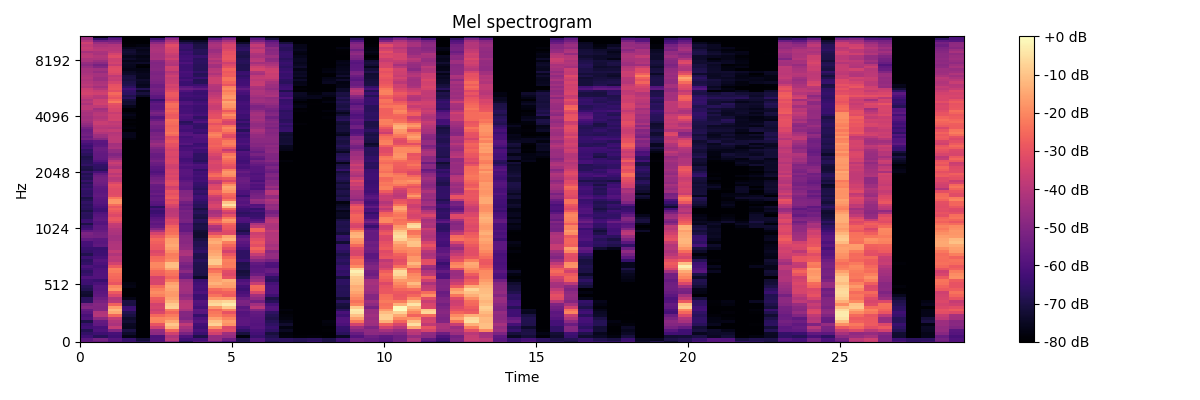 Mel spectrogram
Hz
8192
4096
2048
1024
512
0
0 5 10 15 20 25
Time
+0 dB
-10 dB
-20 dB
-30 dB
-40 dB
-50 dB
-60 dB
-70 dB
-80 dB